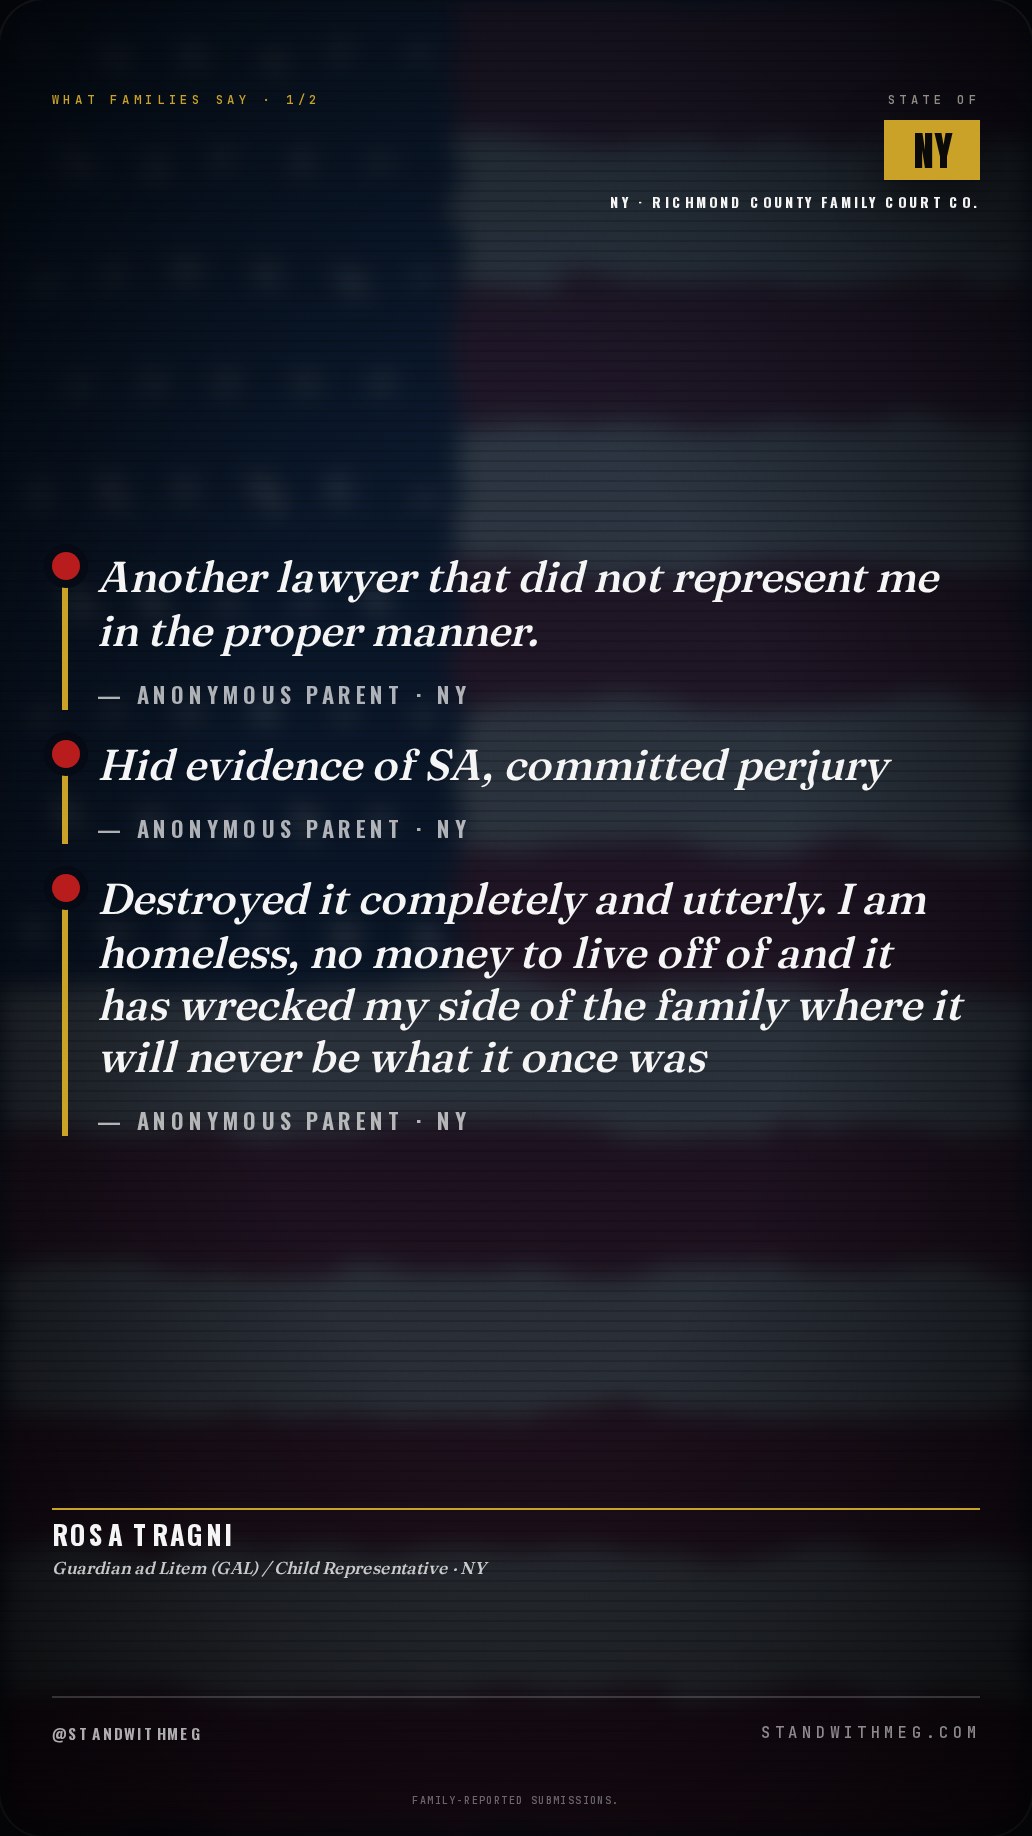 WHAT FAMILIES SAY · 1/2
STATE OF
NY
NY · RICHMOND COUNTY FAMILY COURT CO.
Another lawyer that did not represent me
in the proper manner.
— ANONYMOUS PARENT · NY
Hid evidence of SA, committed perjury
— ANONYMOUS PARENT · NY
Destroyed it completely and utterly. I am
homeless, no money to live off of and it
has wrecked my side of the family where it
will never be what it once was
— ANONYMOUS PARENT · NY
ROSA TRAGNI
Guardian ad Litem (GAL) / Child Representative · NY
@STANDWITHMEG
STANDWITHMEG.COM
FAMILY-REPORTED SUBMISSIONS.